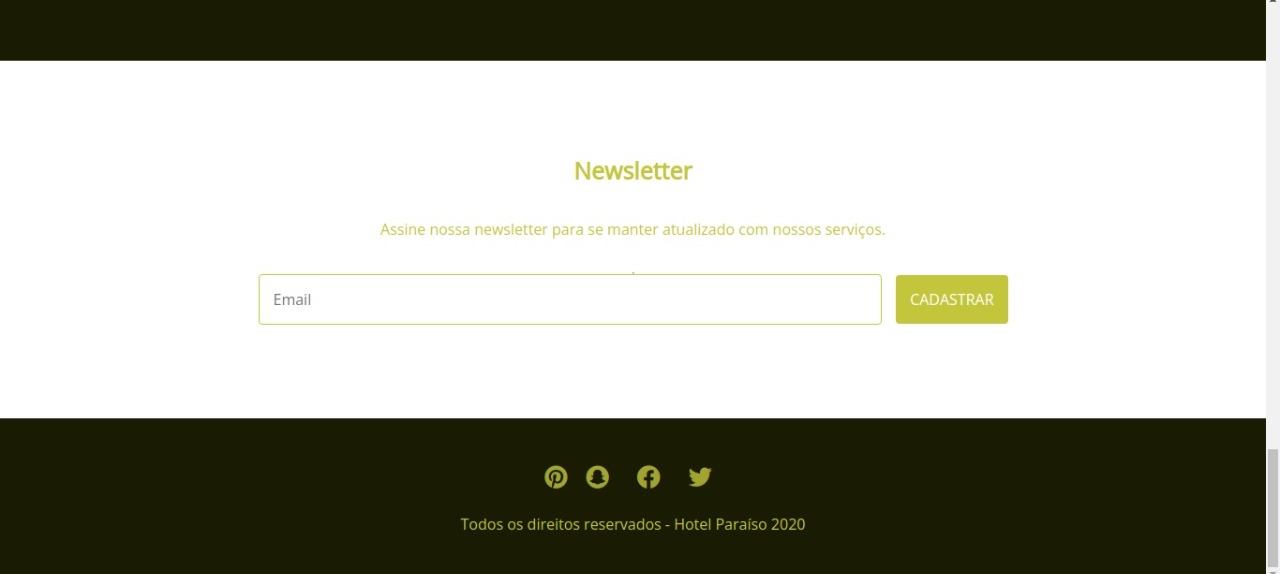 Newsletter
Assine nossa newsletter para se manter atualizado com nossos serviços.
Email
CADASTRAR
Todos os direitos reservados - Hotel Paraíso 2020